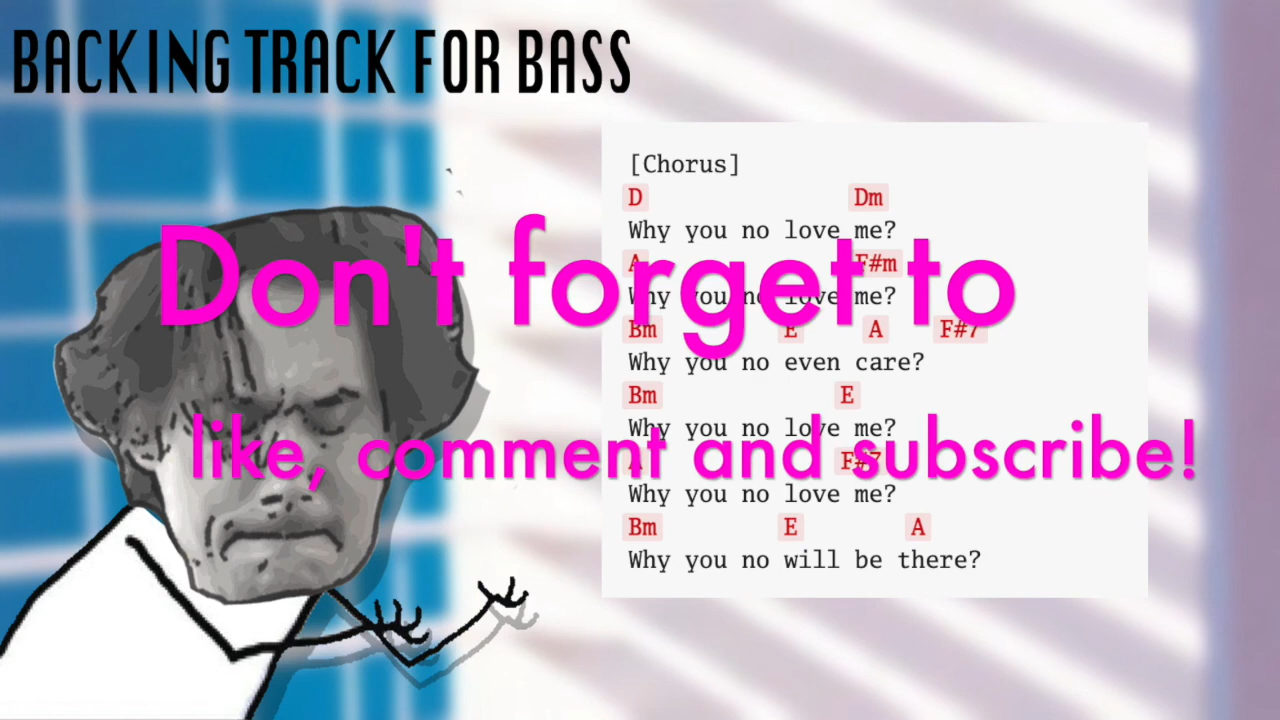 BACKING TRACK FOR BASS
[Chorus]
D Dm
Why you no love me?
A F#m
Why you no love me?
Bm E A F#7
Why you no even care?
Bm E
Why you no love me?
A F#7
Why you no love me?
Bm E A
Why you no will be there?
Don't forget to
like, comment and subscribe!